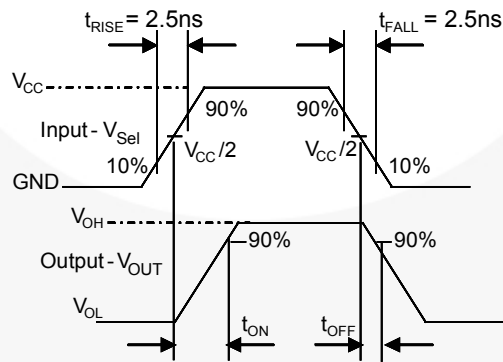 tRISE = 2.5ns
tFALL = 2.5ns
VCC
90%
90%
Input - VSel
VCC/2
VCC/2
10%
10%
GND
VOH
90%
90%
Output - VOUT
VOL
tON
tOFF